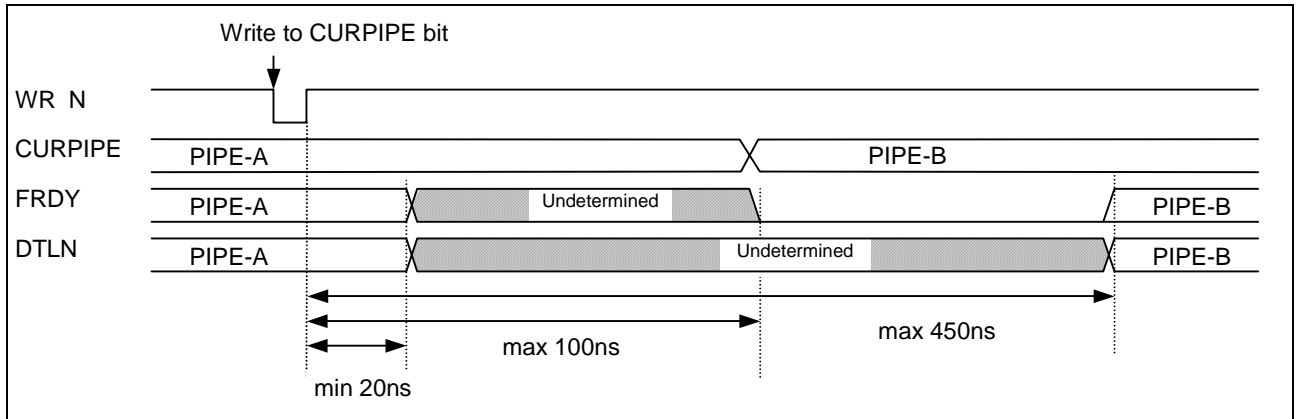 Write to CURPIPE bit
WR N
CURPIPE PIPE-A PIPE-B
FRDY PIPE-A Undetermined PIPE-B
DTLN PIPE-A Undetermined PIPE-B
max 450ns
max 100ns
min 20ns